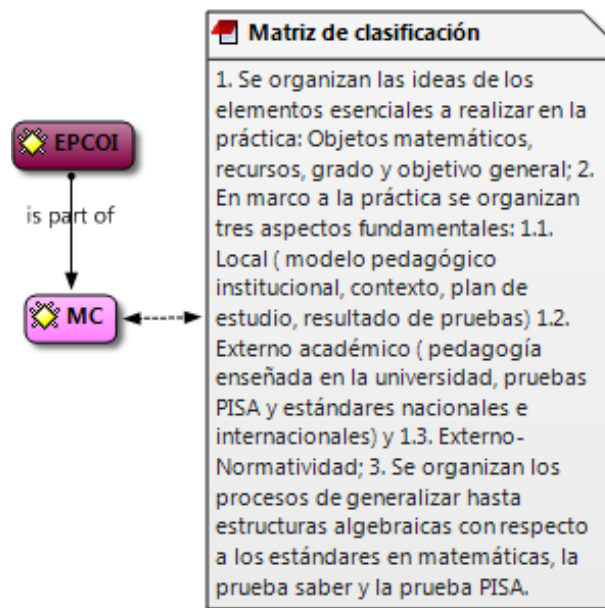 Matriz de clasificación
1. Se organizan las ideas de los
elementos esenciales a realizar en la
práctica: Objetos matemáticos,
recursos, grado y objetivo general; 2.
En marco a la práctica se organizan
tres aspectos fundamentales: 1.1.
Local ( modelo pedagógico
institucional, contexto, plan de
estudio, resultado de pruebas) 1.2.
Externo académico ( pedagogía
enseñada en la universidad, pruebas
PISA y estándares nacionales e
internacionales) y 1.3. Externo-
Normatividad; 3. Se organizan los
procesos de generalizar hasta
estructuras algebraicas con respecto
a los estándares en matemáticas, la
prueba saber y la prueba PISA.
EPCOI
is part of
MC